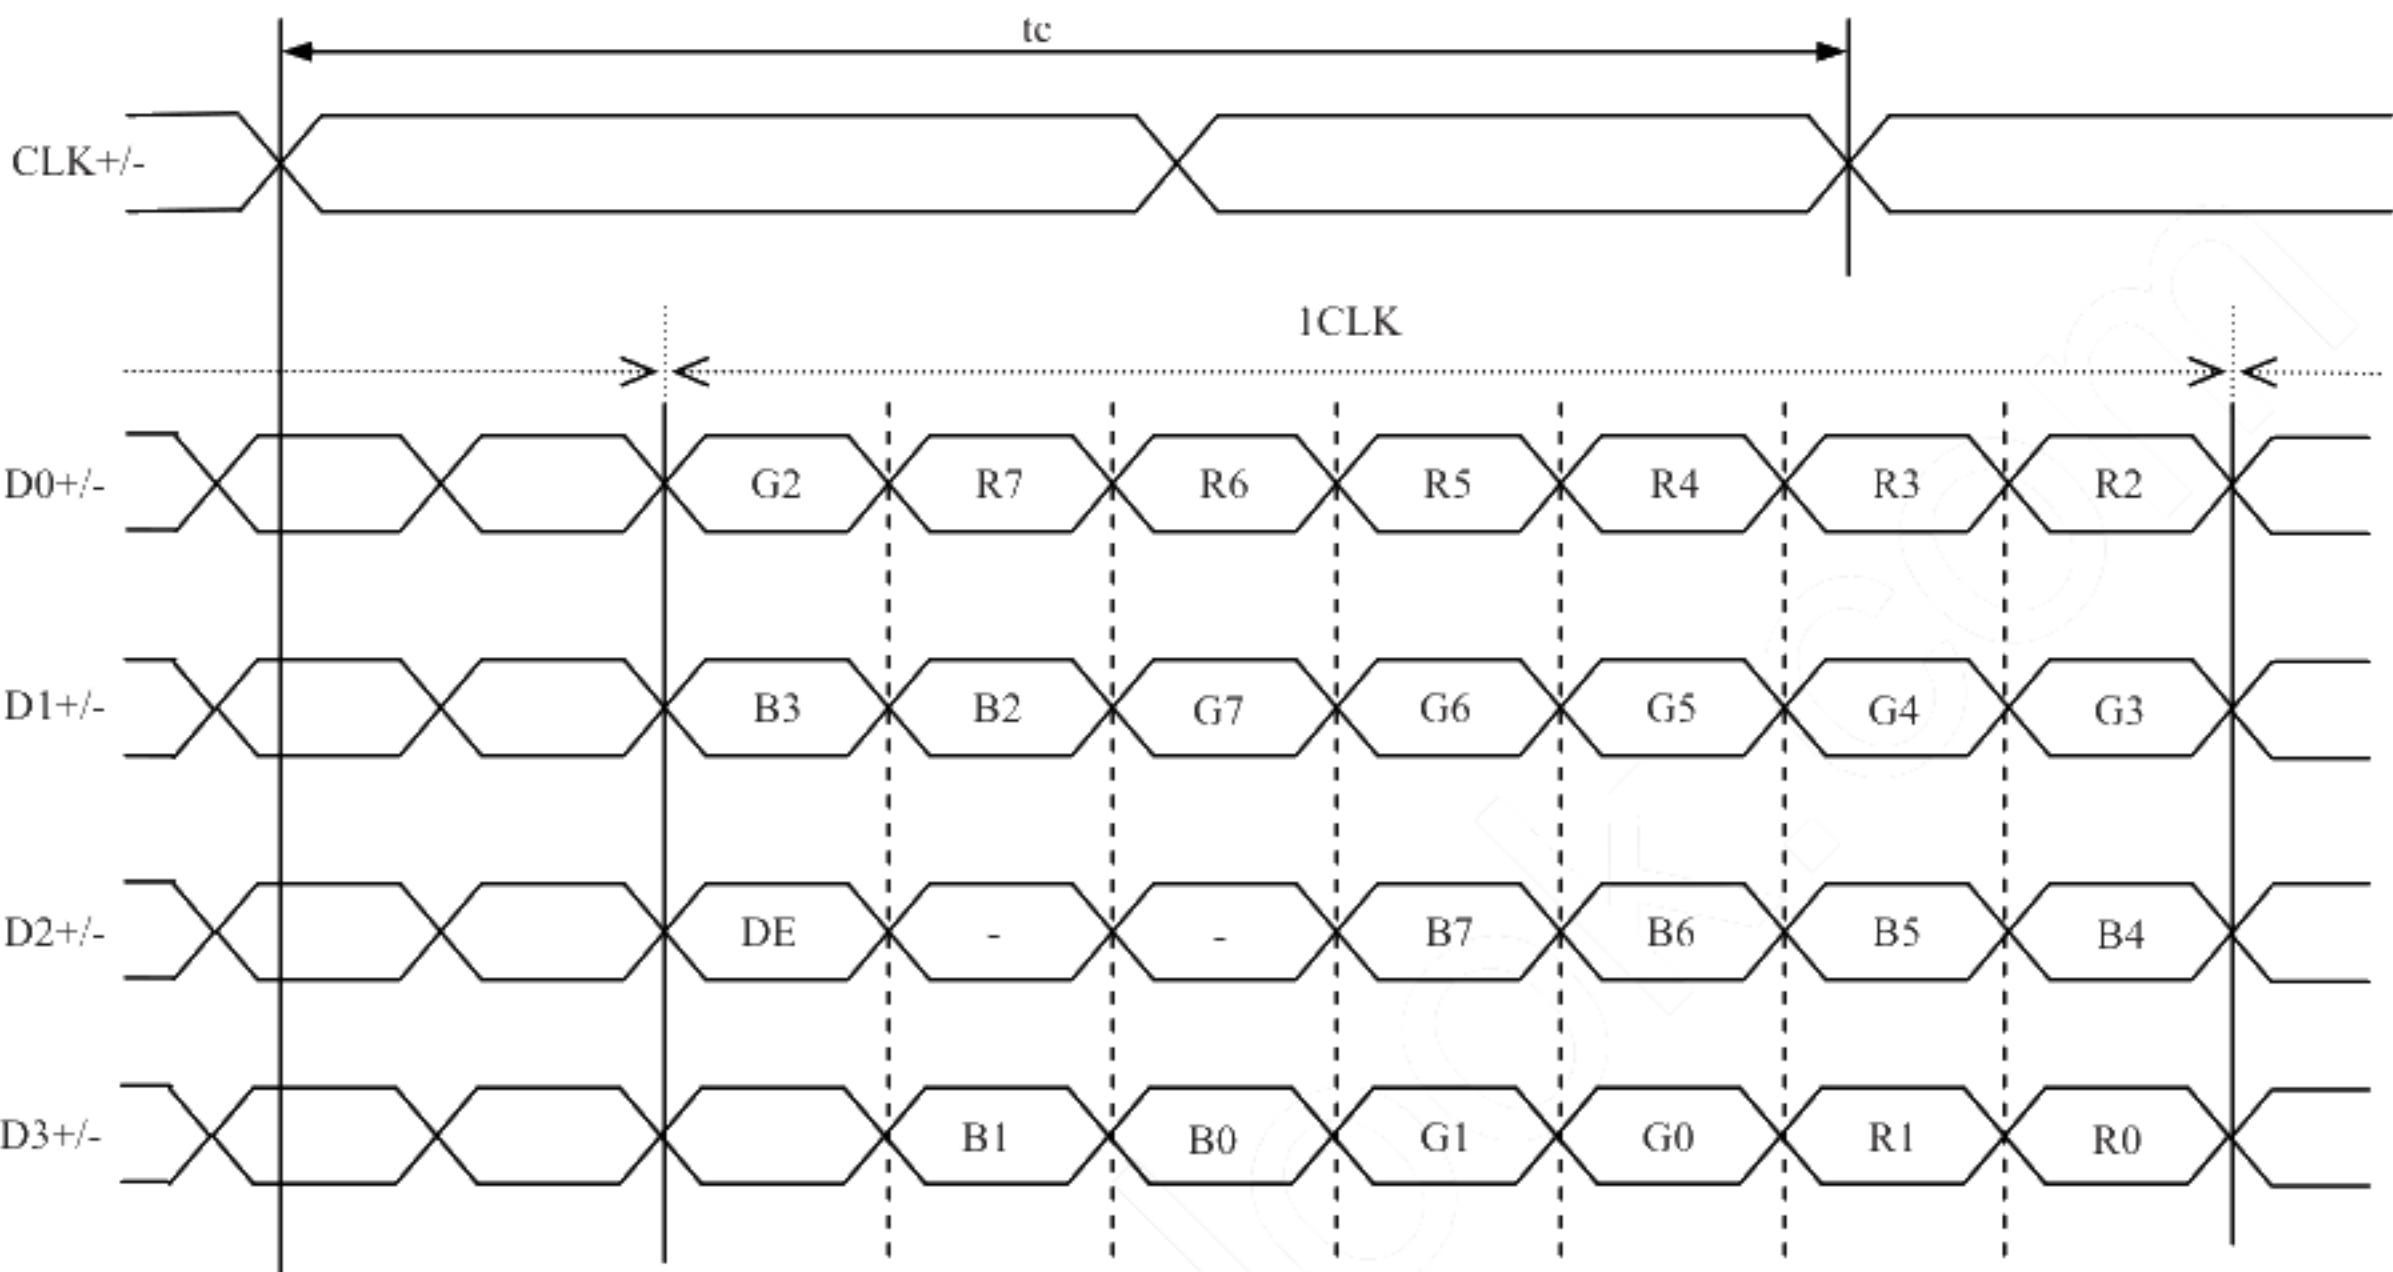 tc
CLK+/-
1CLK
D0+/- G2 R7 R6 R5 R4 R3 R2
D1+/- B3 B2 G7 G6 G5 G4 G3
D2+/- DE - - B7 B6 B5 B4
D3+/- B1 B0 G1 G0 R1 R0